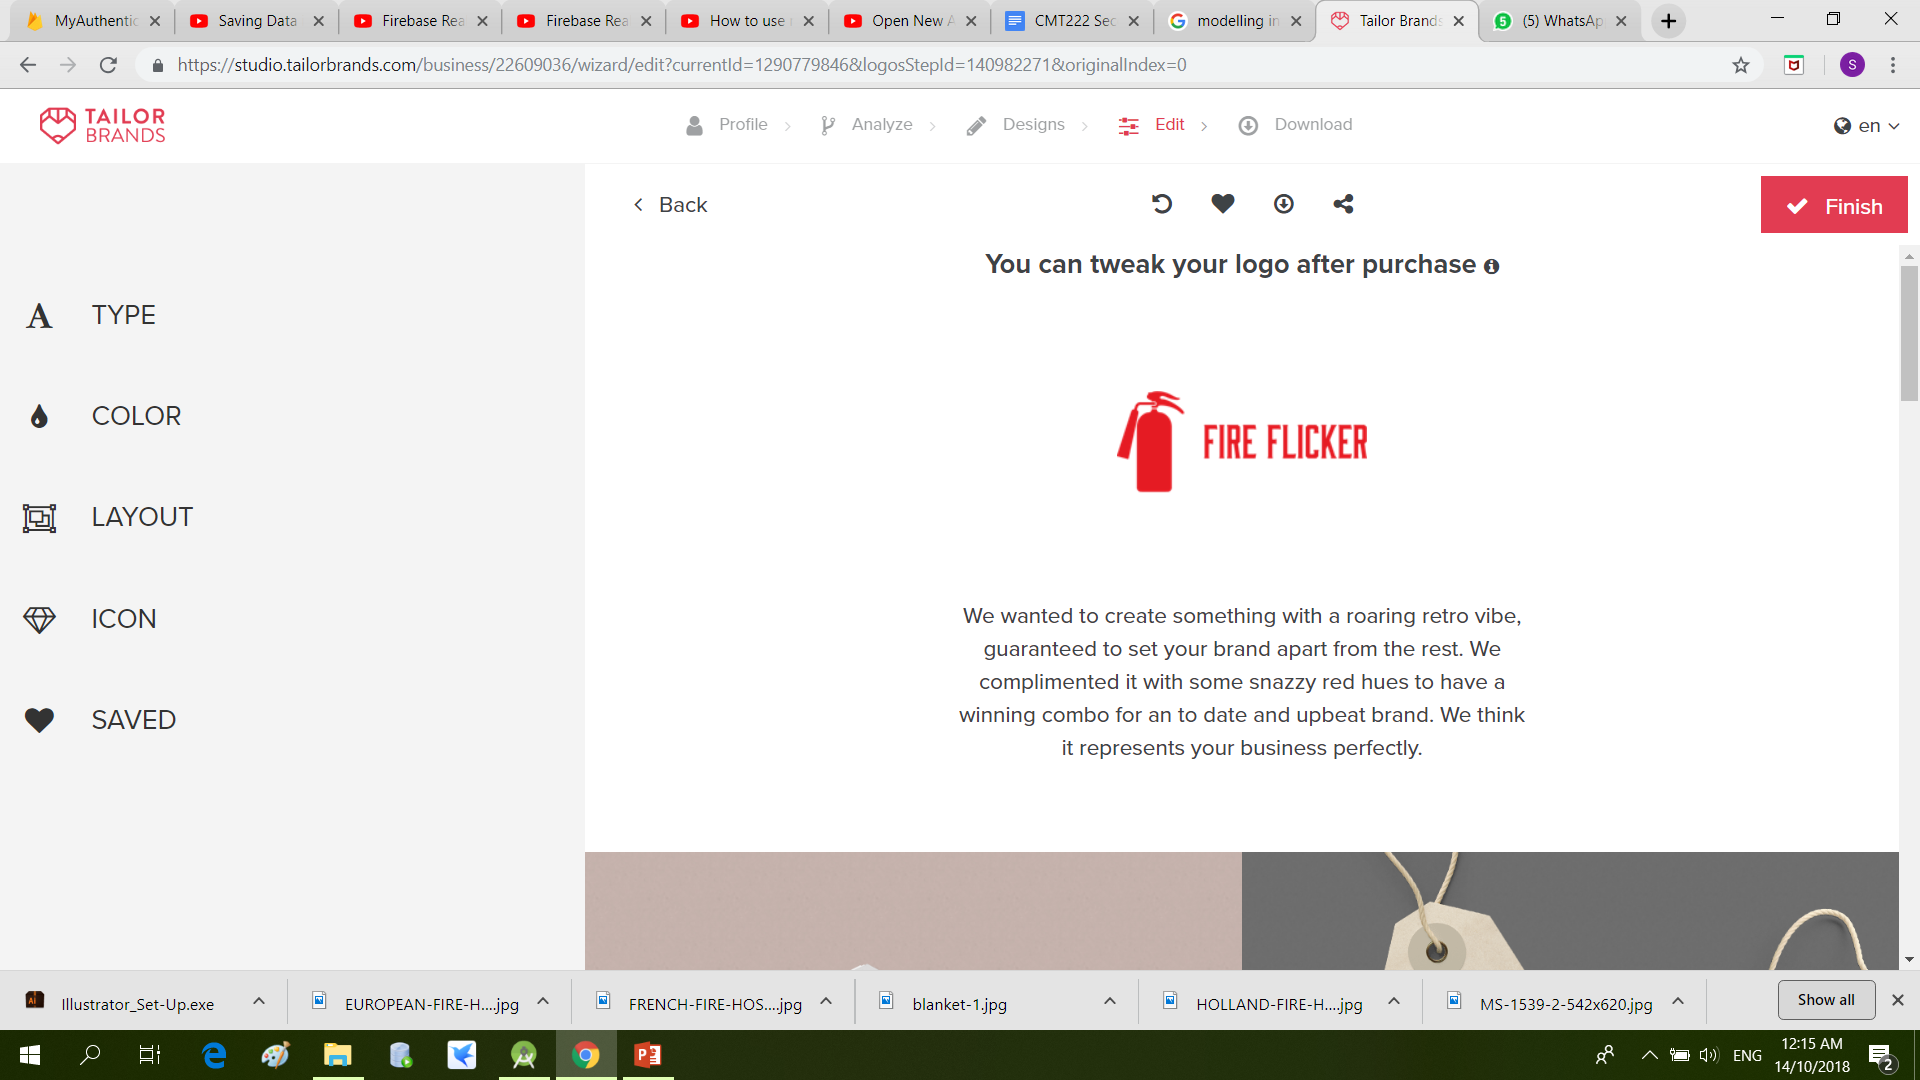 MyAuthentic
Saving Data
Firebase Rea
Firebase Rea
How to use
Open New A
CMT222 Sec
modelling in
Tailor Brands
(5) WhatsAp
https://studio.tailorbrands.com/business/22609036/wizard/edit?currentId=1290779846&logosStepId=140982271&originalIndex=0
S
TAILOR
BRANDS
Profile
Analyze
Designs
Edit
Download
en
Back
Finish
You can tweak your logo after purchase
TYPE
COLOR
LAYOUT
ICON
SAVED
FIRE FLICKER
We wanted to create something with a roaring retro vibe,
guaranteed to set your brand apart from the rest. We
complimented it with some snazzy red hues to have a
winning combo for an to date and upbeat brand. We think
it represents your business perfectly.
Illustrator_Set-Up.exe
EUROPEAN-FIRE-H....jpg
FRENCH-FIRE-HOS....jpg
blanket-1.jpg
HOLLAND-FIRE-H....jpg
MS-1539-2-542x620.jpg
Show all
ENG
12:15 AM
14/10/2018
2